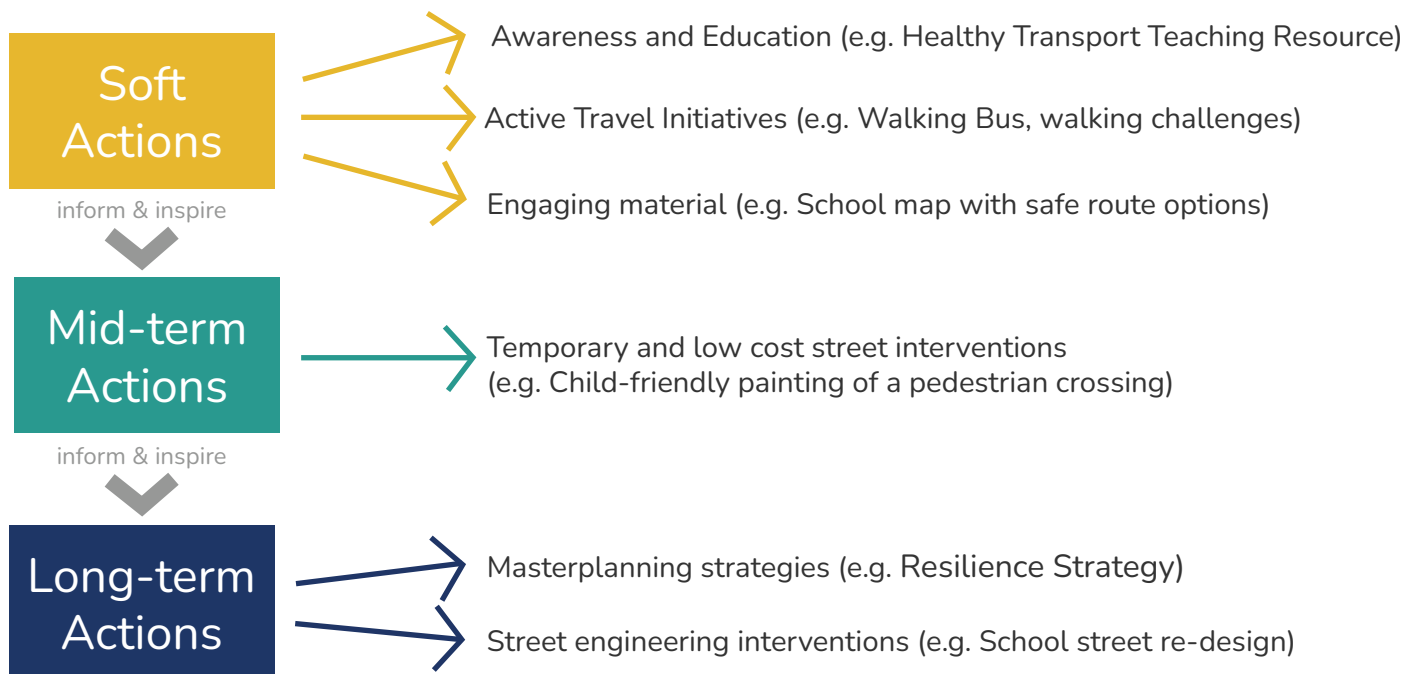 Soft
Actions
Awareness and Education (e.g. Healthy Transport Teaching Resource)
Active Travel Initiatives (e.g. Walking Bus, walking challenges)
Engaging material (e.g. School map with safe route options)
inform & inspire
Mid-term
Actions
Temporary and low cost street interventions
(e.g. Child-friendly painting of a pedestrian crossing)
inform & inspire
Long-term
Actions
Masterplanning strategies (e.g. Resilience Strategy)
Street engineering interventions (e.g. School street re-design)